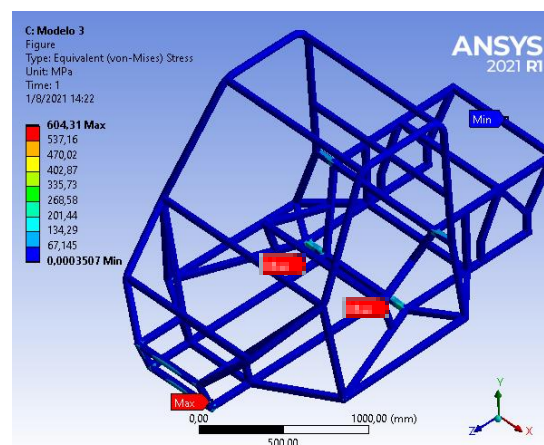 C: Modelo 3
Figure
Type: Equivalent (von-Mises) Stress
Unit: MPa
Time: 1
1/8/2021 14:22
604,31 Max
537,16
470,02
402,87
335,73
268,58
201,44
134,29
67,145
0,0003507 Min
ANSYS
2021 R1
Min
Max
0,00
1000,00 (mm)
500,00
Y
Z
X